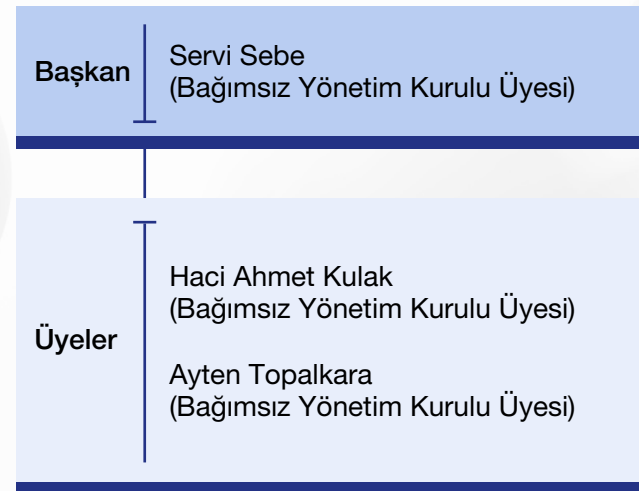 Başkan
Servi Sebe
(Bağımsız Yönetim Kurulu Üyesi)
Üyeler
Haci Ahmet Kulak
(Bağımsız Yönetim Kurulu Üyesi)
Ayten Topalkara
(Bağımsız Yönetim Kurulu Üyesi)